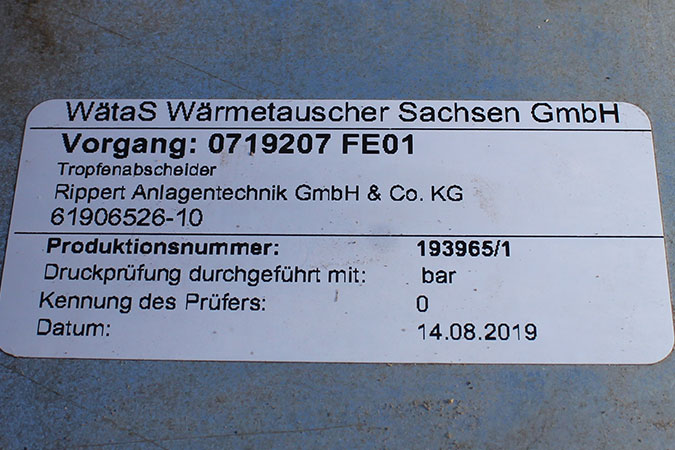 WätaS Wärmetauscher Sachsen GmbH
Vorgang: 0719207 FE01
Tropfenabscheider
Rippert Anlagentechnik GmbH & Co. KG
61906526-10
Produktionsnummer: 193965/1
Druckprüfung durchgeführt mit: bar
Kennung des Prüfers: 0
Datum: 14.08.2019